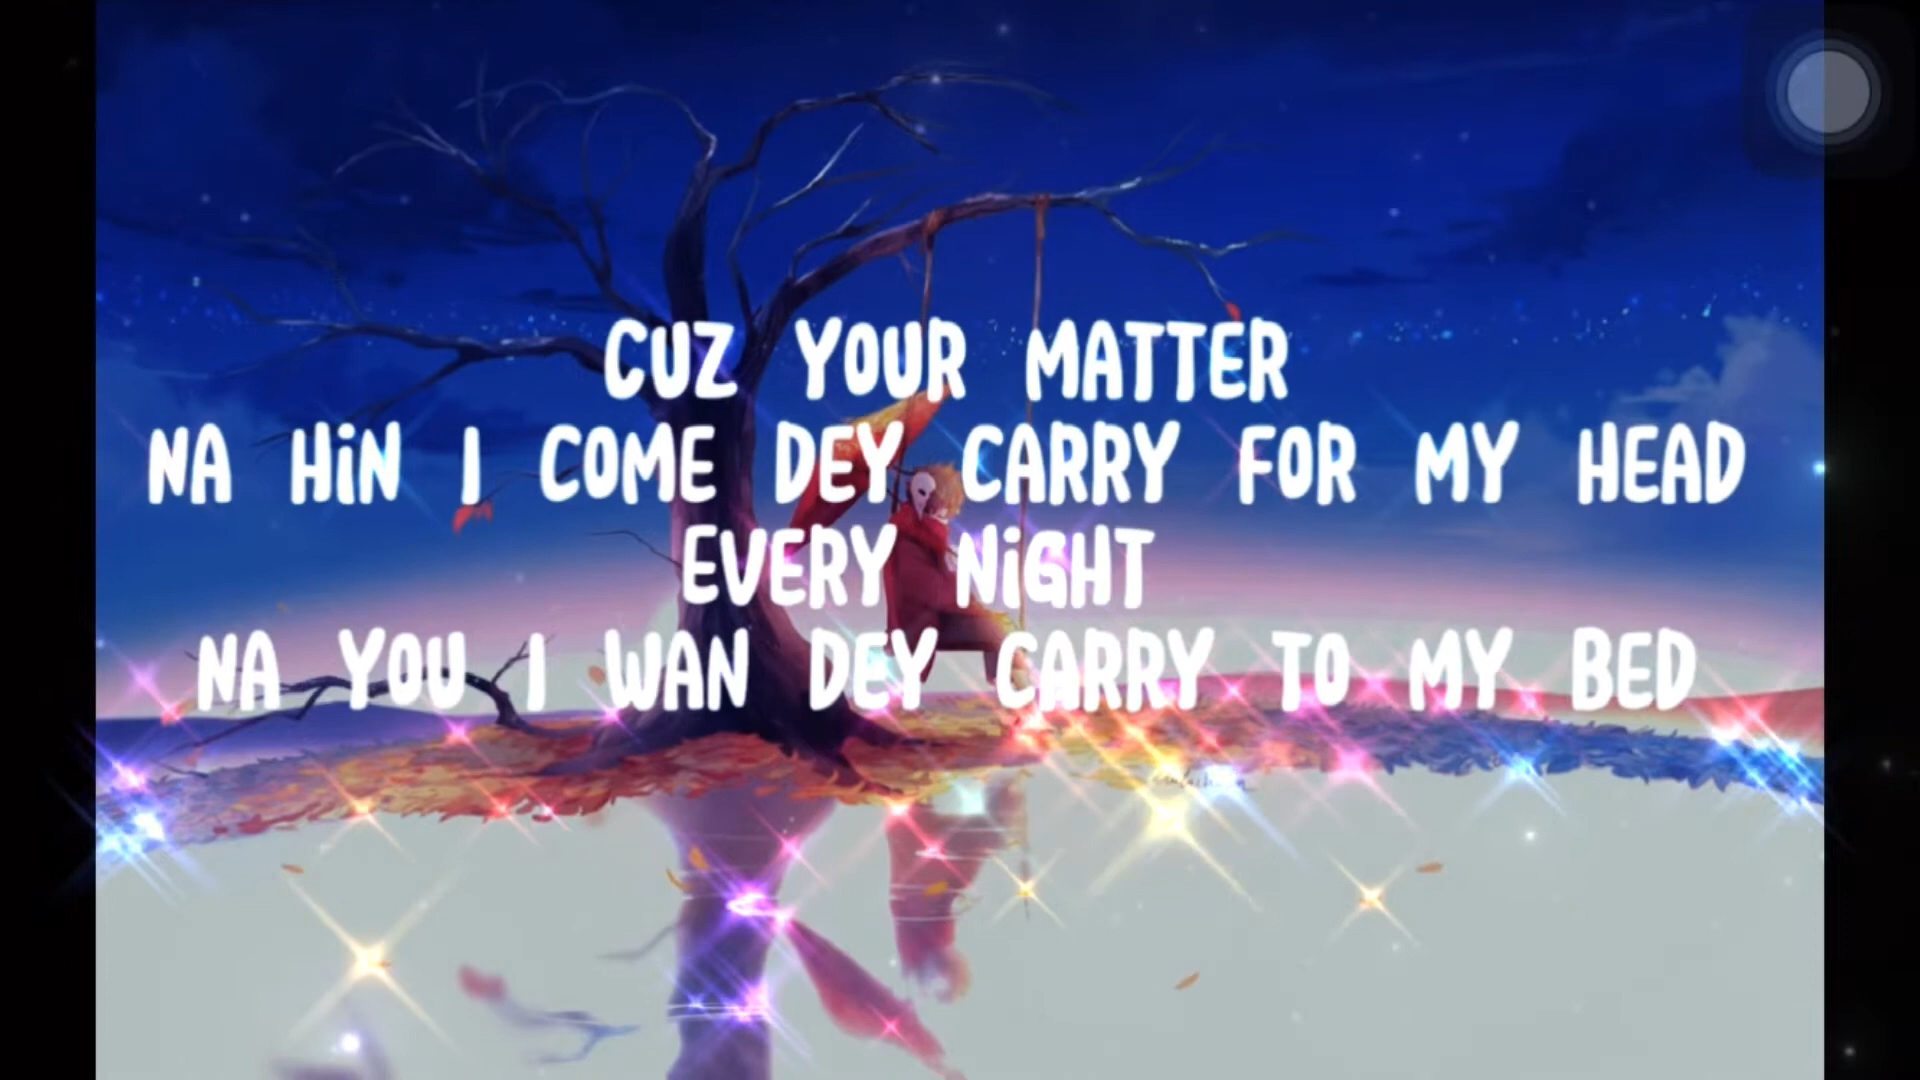 CUZ YOUR MATTER
NA HiN I COME DEY CARRY FOR MY HEAD
EVERY NiGHT
NA YOU I WAN DEY CARRY TO MY BED